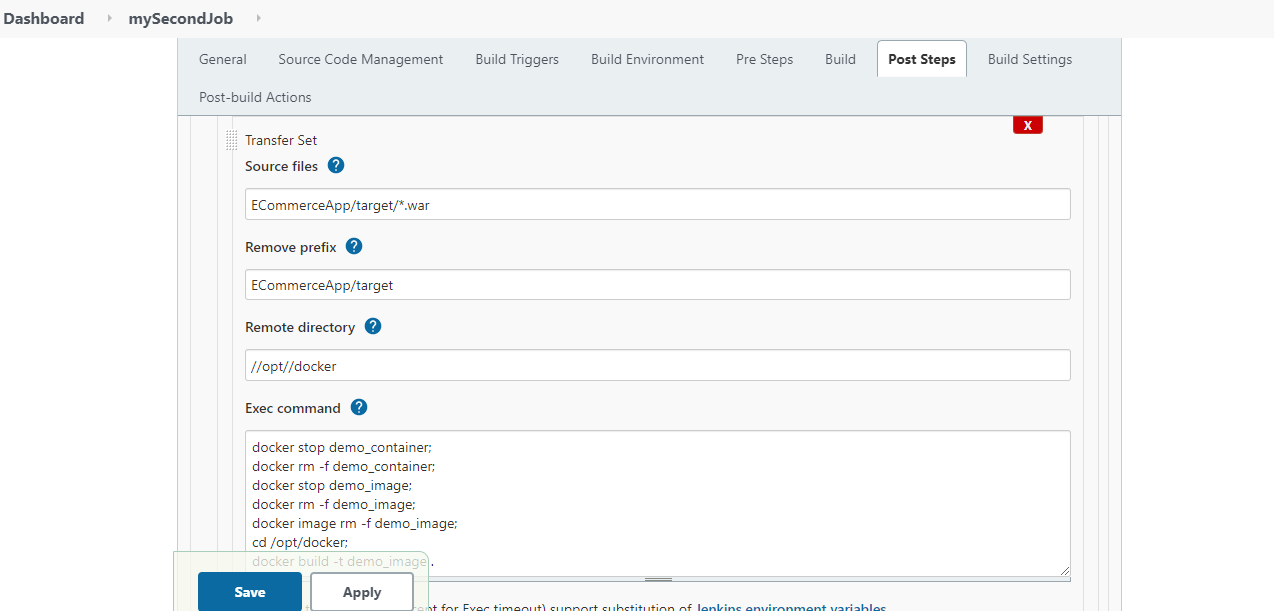 Dashboard mySecondJob
General Source Code Management Build Triggers Build Environment Pre Steps Build Post Steps Build Settings
Post-build Actions
X
Transfer Set
Source files ?
ECommerceApp/target/*.war
Remove prefix ?
ECommerceApp/target
Remote directory ?
//opt//docker
Exec command ?
docker stop demo_container;
docker rm -f demo_container;
docker stop demo_image;
docker rm -f demo_image;
docker image rm -f demo_image;
cd /opt/docker;
docker build -t demo_image .
Save Apply
for Exec timeout) support substitution of Jenkins environment variables